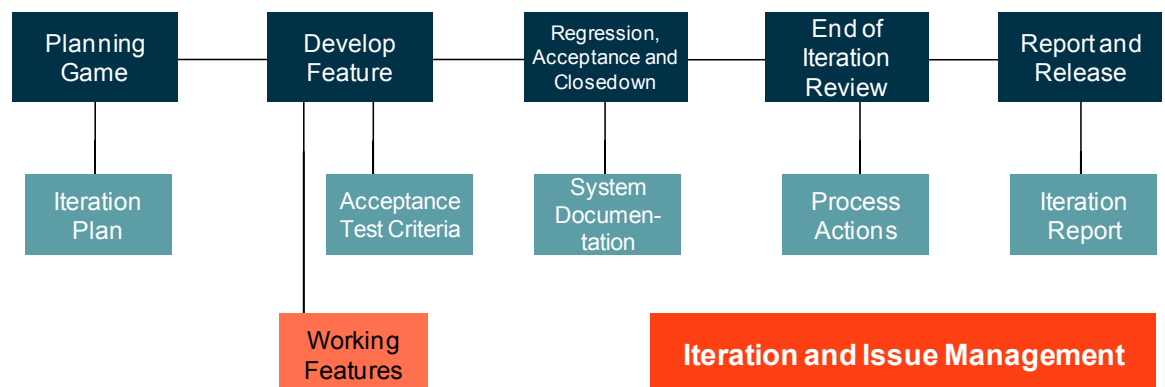 Planning
Game
Develop
Feature
Regression,
Acceptance and
Closedown
End of
Iteration
Review
Report and
Release
Iteration
Plan
Acceptance
Test Criteria
System
Documen-
tation
Process
Actions
Iteration
Report
Working
Features
Iteration and Issue Management